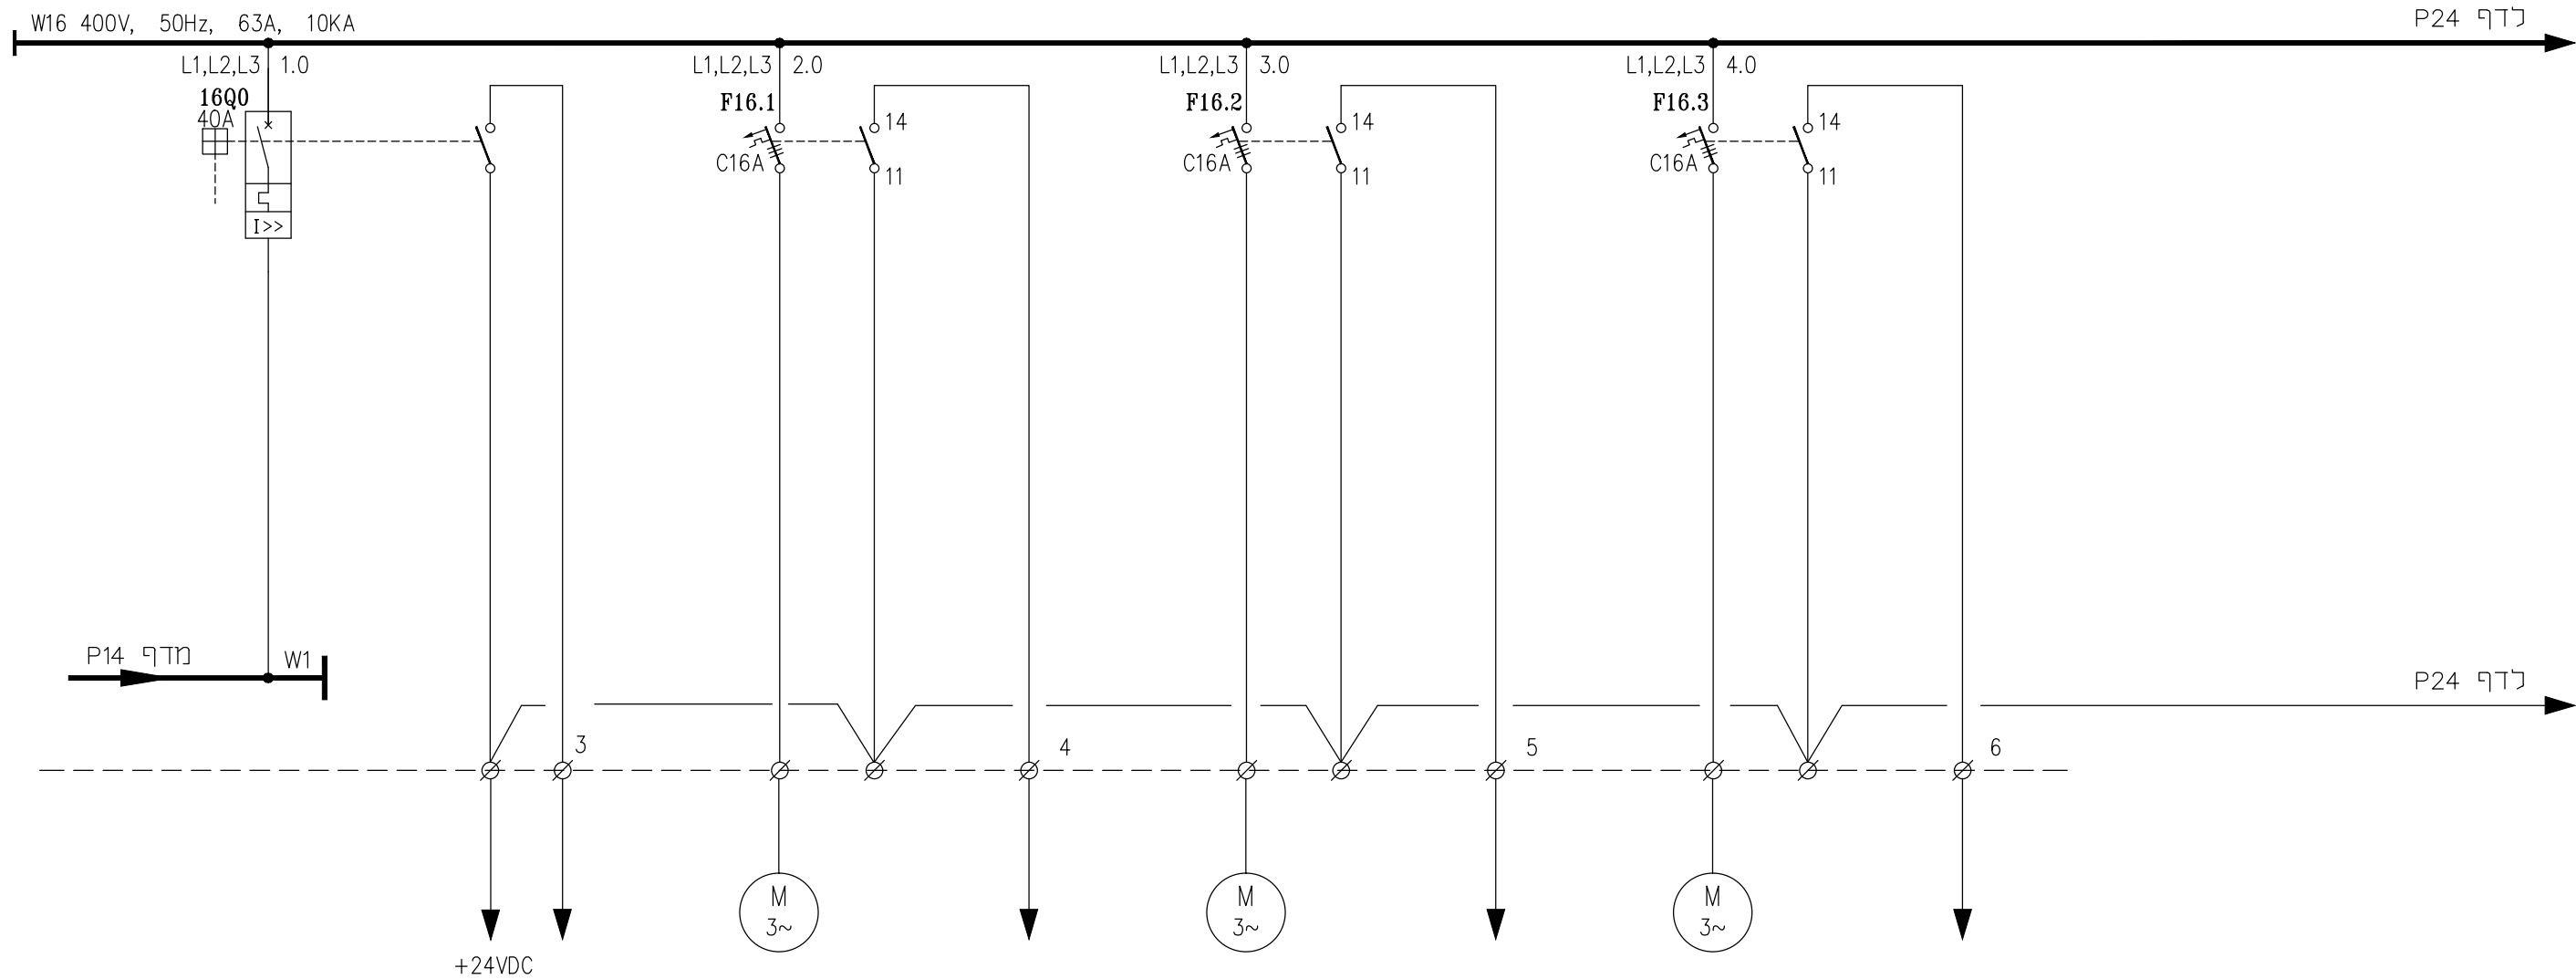 W16 400V, 50Hz, 63A, 10KA
לדף P24
L1,L2,L3 1.0
L1,L2,L3 2.0
L1,L2,L3 3.0
L1,L2,L3 4.0
16Q0
40A
I>>
F16.1
C16A
14
11
F16.2
C16A
14
11
F16.3
C16A
14
11
מדף P14
W1
לדף P24
3
4
5
6
M
3~
M
3~
M
3~
+24VDC